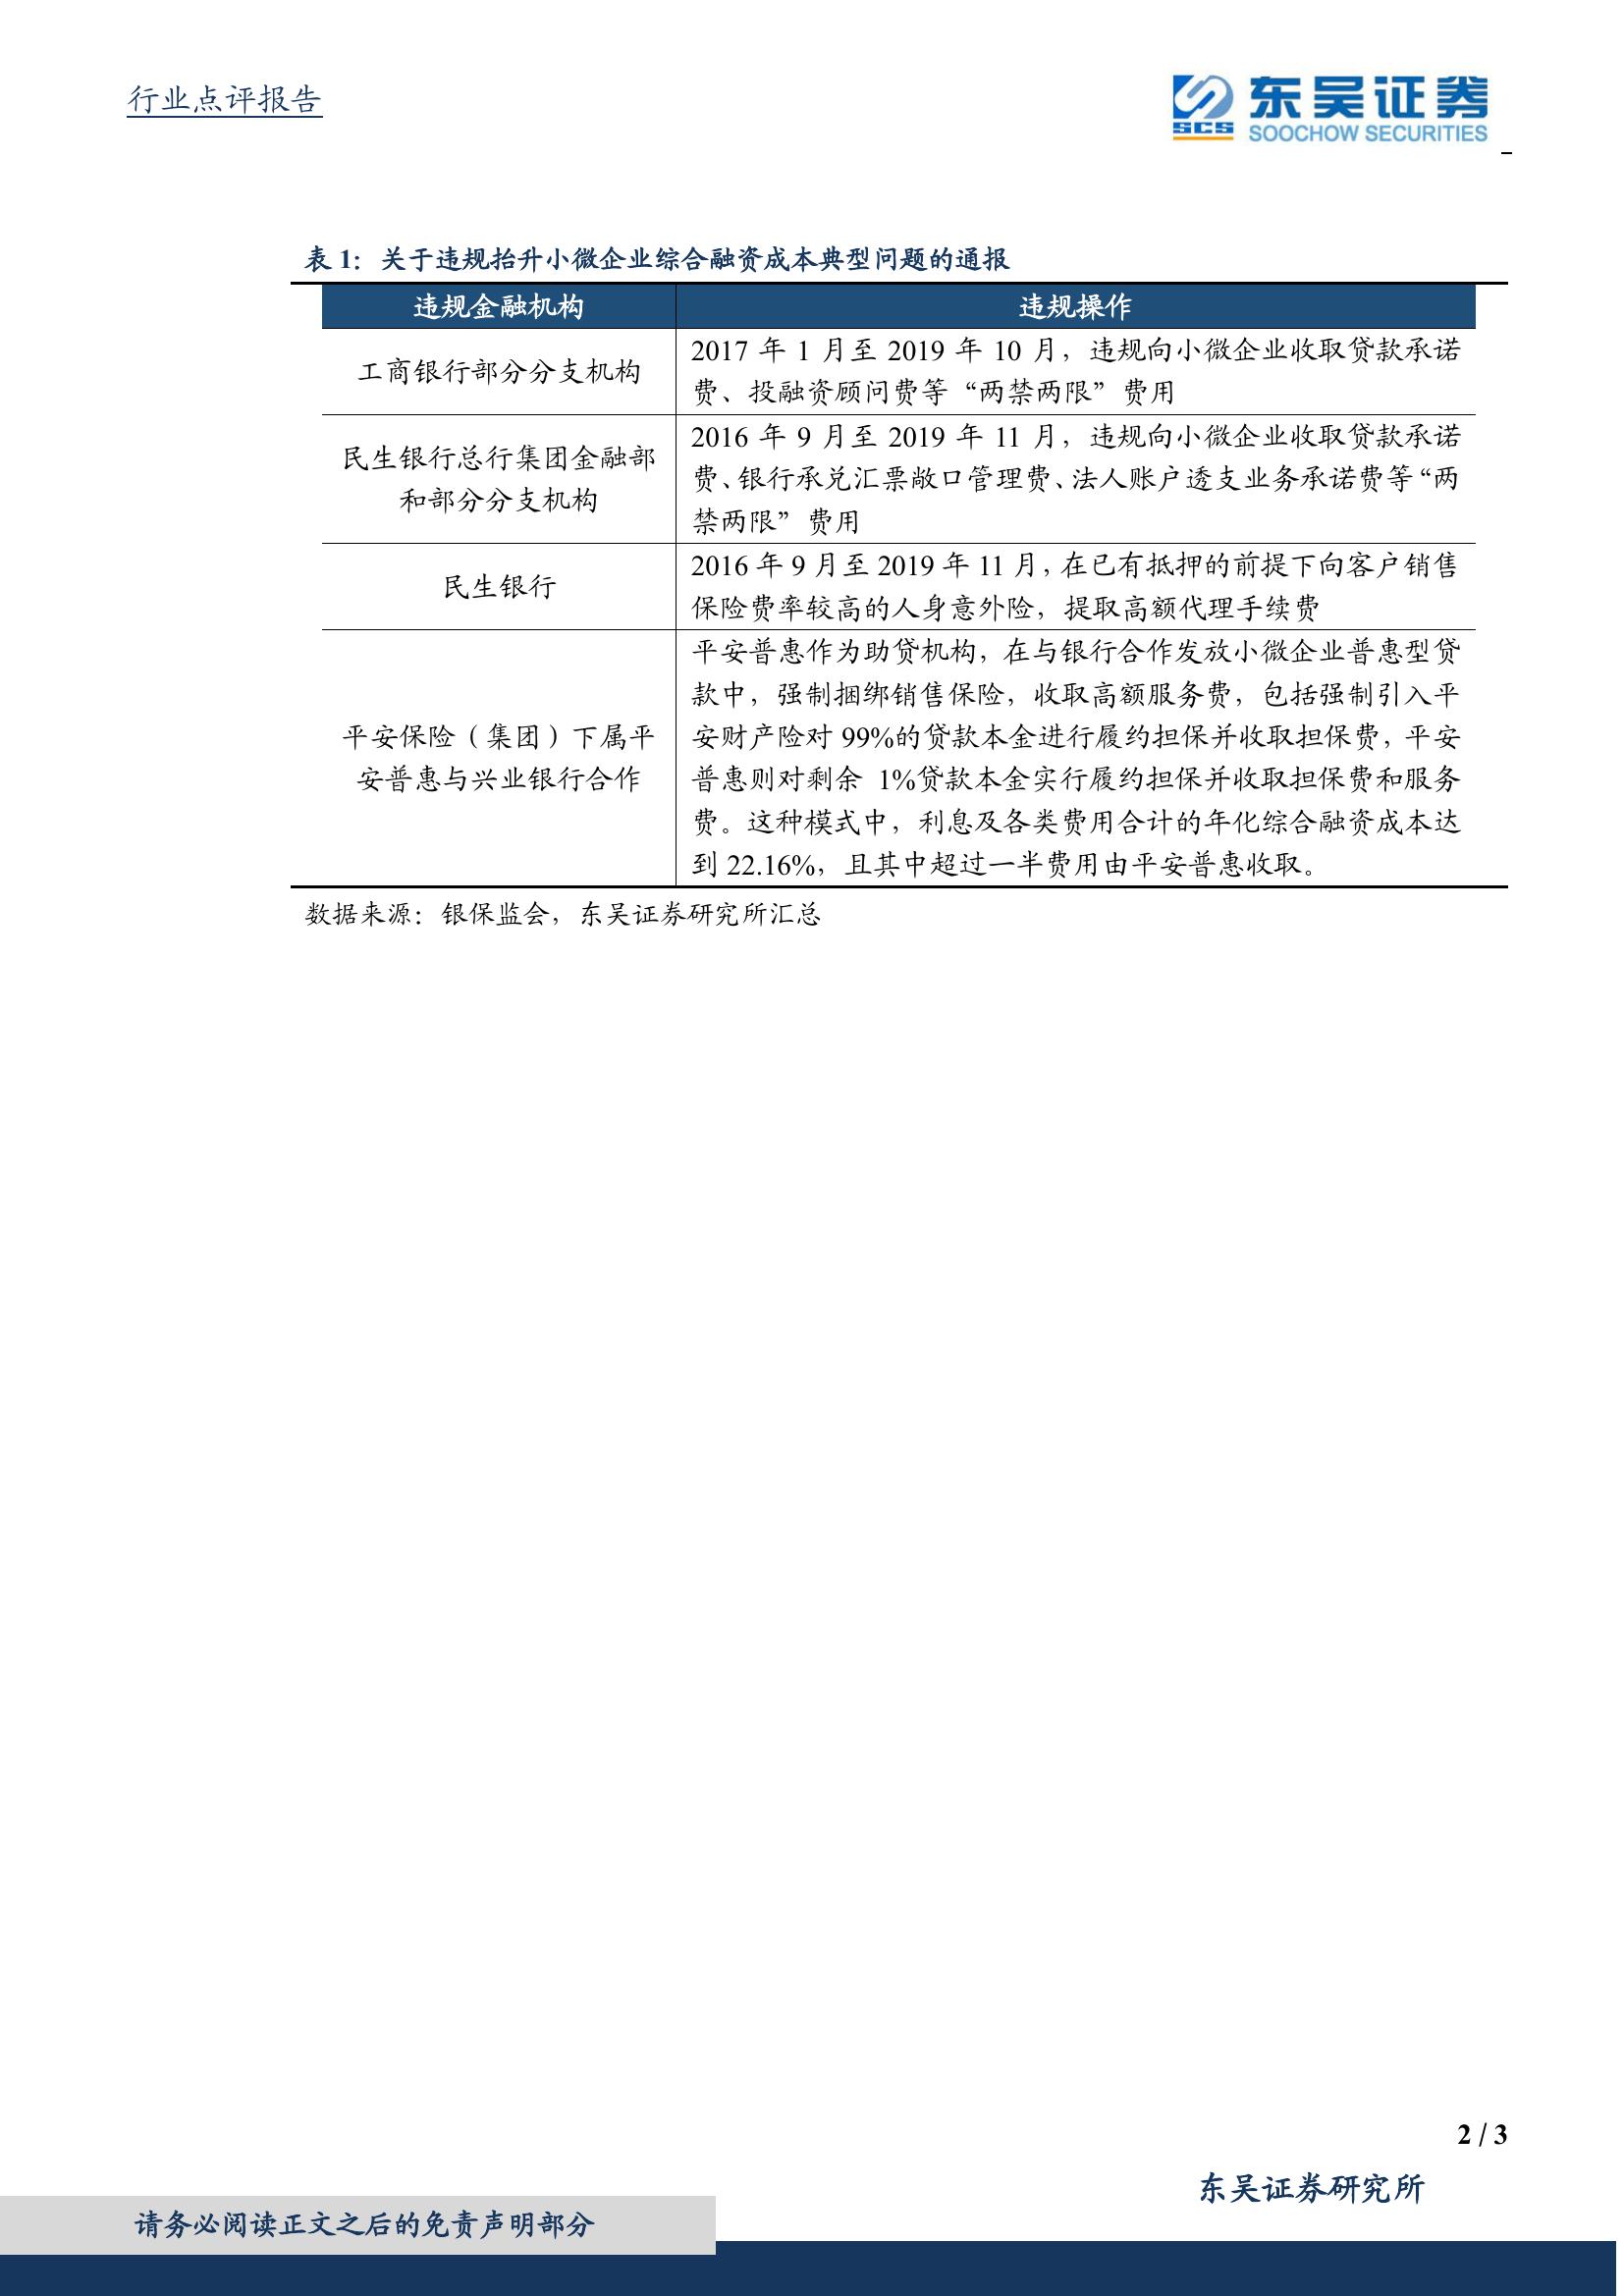 行业点评报告
东吴证券
SCS
SOOCHOW SECURITIES
表 1：关于违规抬升小微企业综合融资成本典型问题的通报
违规金融机构
违规操作
工商银行部分分支机构
2017 年 1 月至 2019 年 10 月，违规向小微企业收取贷款承诺
费、投融资顾问费等“两禁两限”费用
民生银行总行集团金融部
和部分分支机构
2016 年 9 月至 2019 年 11 月，违规向小微企业收取贷款承诺
费、银行承兑汇票敞口管理费、法人账户透支业务承诺费等“两
禁两限”费用
民生银行
2016 年 9 月至 2019 年 11 月，在已有抵押的前提下向客户销售
保险费率较高的人身意外险，提取高额代理手续费
平安保险（集团）下属平
安普惠与兴业银行合作
平安普惠作为助贷机构，在与银行合作发放小微企业普惠型贷
款中，强制捆绑销售保险，收取高额服务费，包括强制引入平
安财产险对 99%的贷款本金进行履约担保并收取担保费，平安
普惠则对剩余 1%贷款本金实行履约担保并收取担保费和服务
费。这种模式中，利息及各类费用合计的年化综合融资成本达
到 22.16%，且其中超过一半费用由平安普惠收取。
数据来源：银保监会，东吴证券研究所汇总
2 / 3
东吴证券研究所
请务必阅读正文之后的免责声明部分